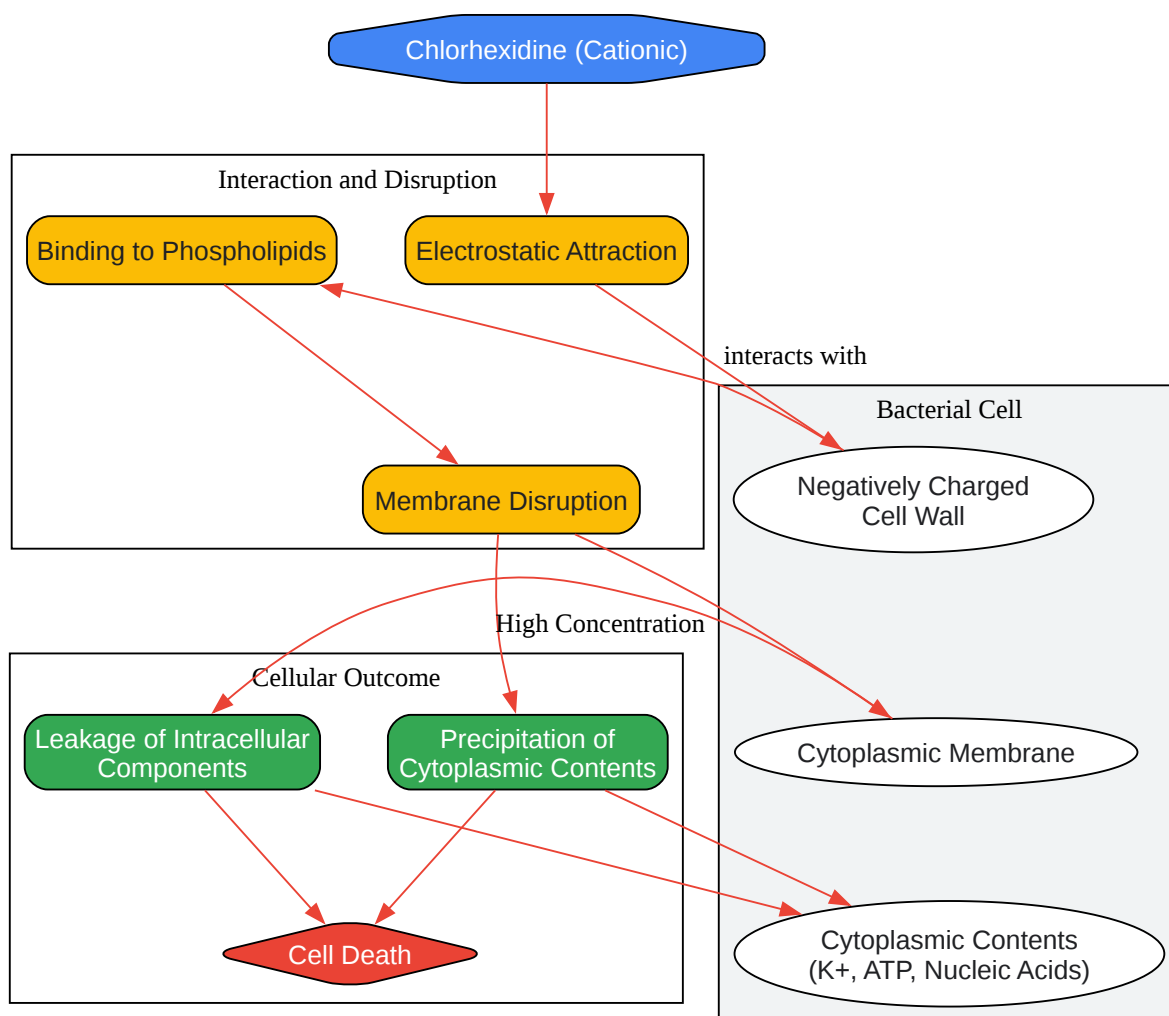 Chlorhexidine (Cationic)
Interaction and Disruption
Binding to Phospholipids
Electrostatic Attraction
interacts with
Bacterial Cell
Negatively Charged
Cell Wall
Membrane Disruption
High Concentration
Cellular Outcome
Leakage of Intracellular
Components
Precipitation of
Cytoplasmic Contents
Cytoplasmic Membrane
Cell Death
Cytoplasmic Contents
(K+, ATP, Nucleic Acids)